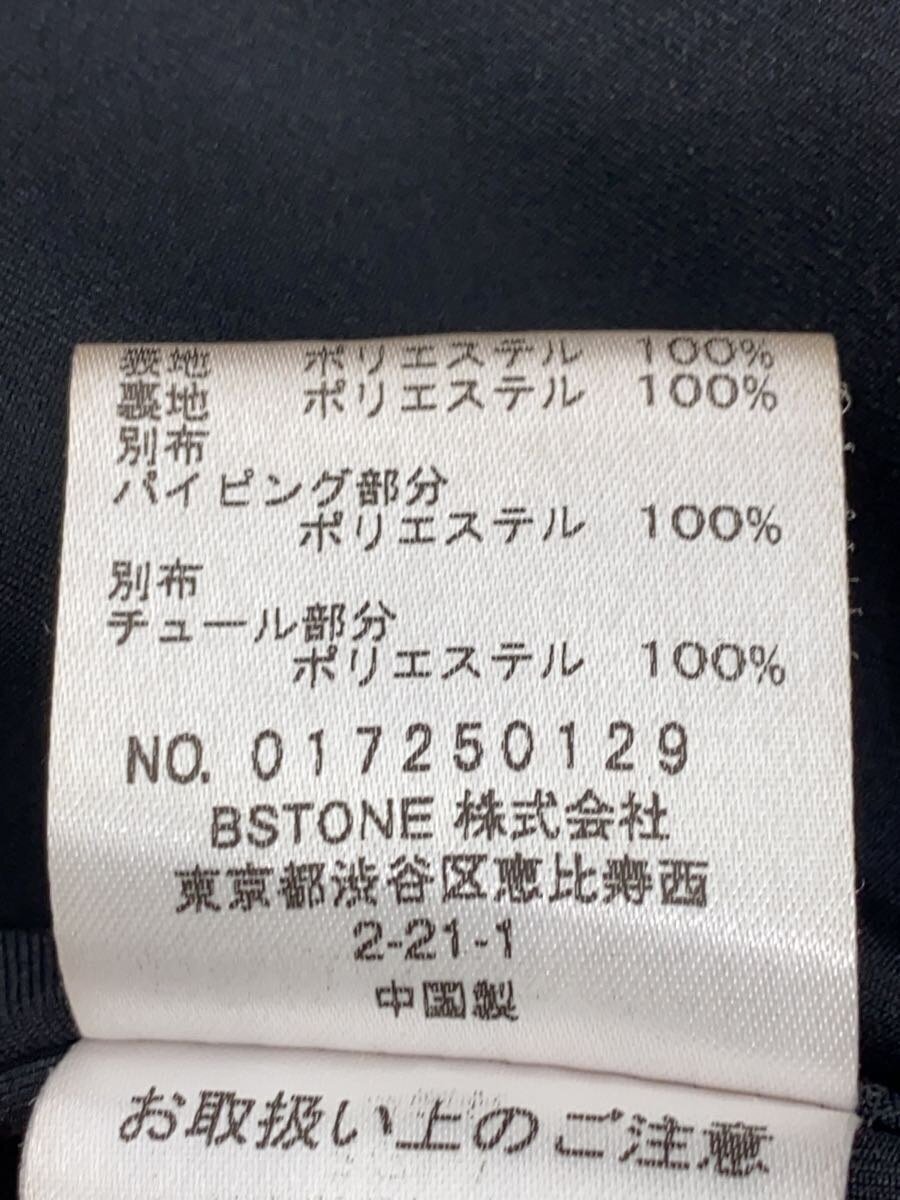 表地 ポリエステル 100%
裏地 ポリエステル 100%
別布
パイピング部分
ポリエステル 100%
別布
チュール部分
ポリエステル 100%
NO. 017250129
BSTONE 株式会社
東京都渋谷区恵比寿西
2-21-1
中国製
お取扱い上のご注意